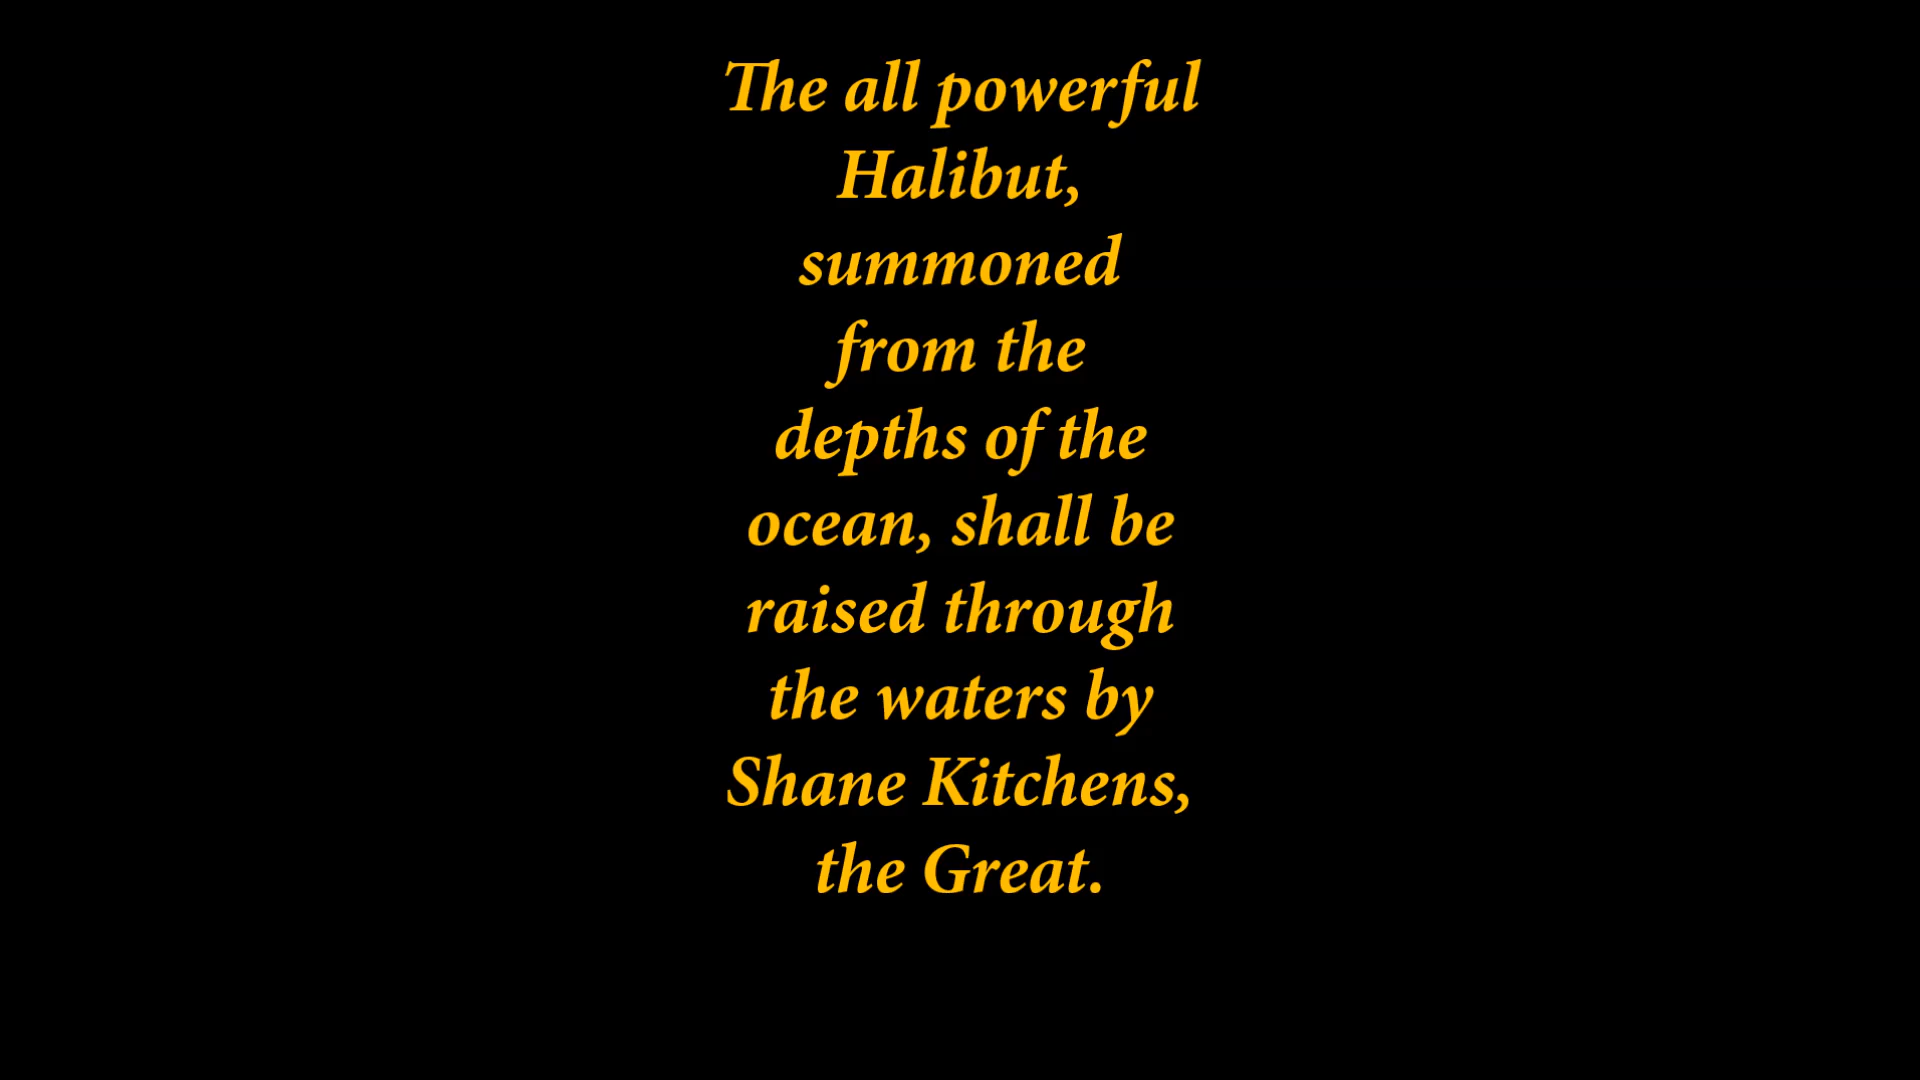 The all powerful
Halibut,
summoned
from the
depths of the
ocean, shall be
raised through
the waters by
Shane Kitchens,
the Great.